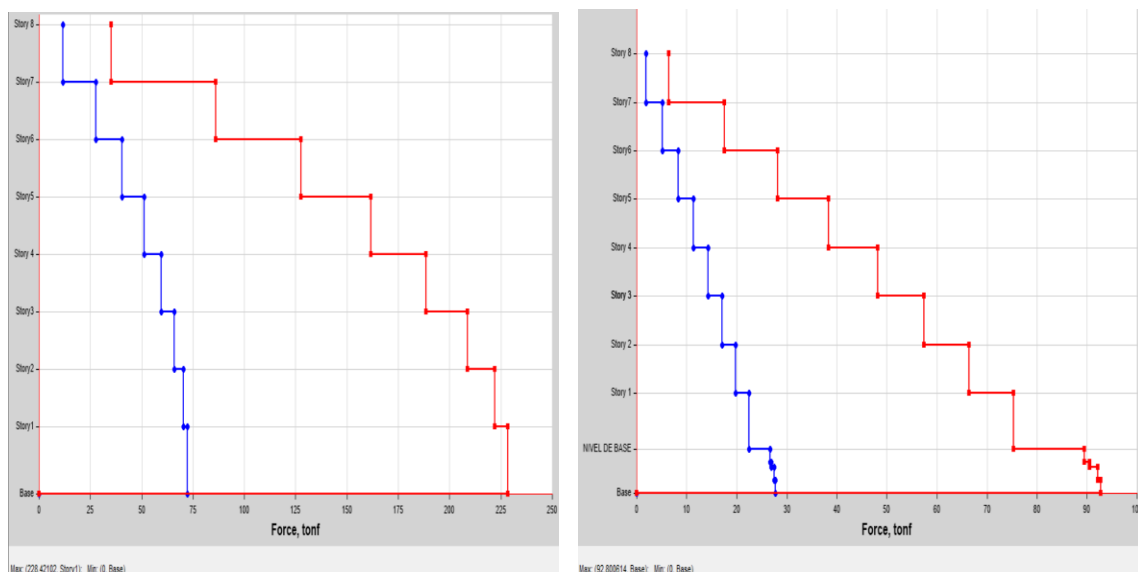 Story 8
Story7
Story6
Story5
Story 4
Story3
Story2
Story1
Base
0 25 50 75 100 125 150 175 200 225 250
Force, tonf
Max: (228.42102, Story1); Min: (0, Base)
Story 8
Story7
Story6
Story5
Story 4
Story 3
Story 2
Story 1
NIVEL DE BASE
Base
0 10 20 30 40 50 60 70 80 90 100
Force, tonf
Max: (92.800614, Base); Min: (0, Base)